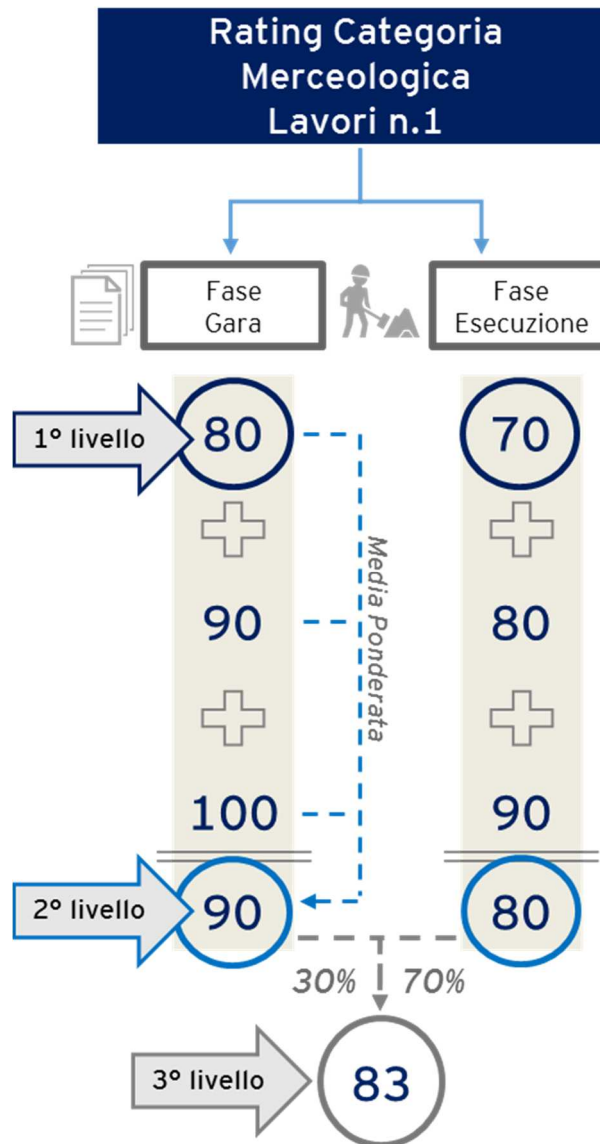 Rating Categoria
Merceologica
Lavori n.1
Fase
Gara
Fase
Esecuzione
1° livello
80
70
Media Ponderata
90
80
100
90
2° livello
90
80
30%
70%
3° livello
83